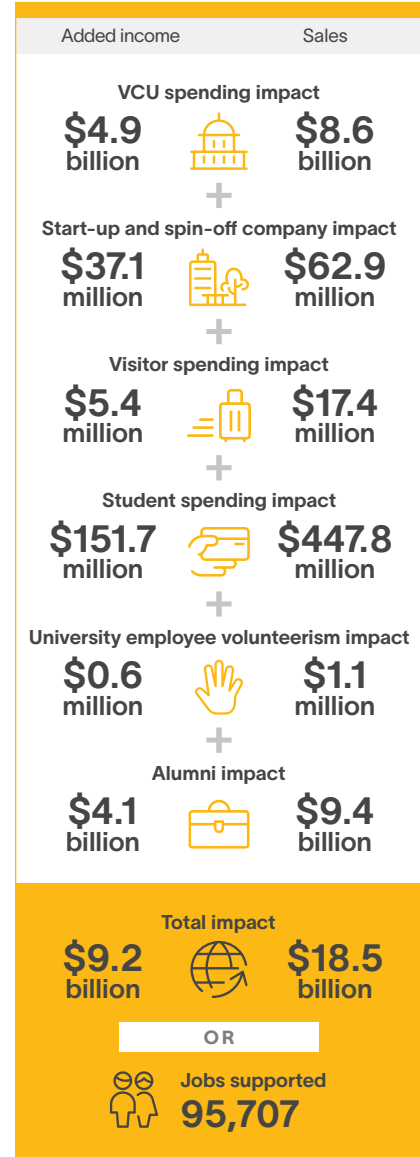 Added income Sales
VCU spending impact
$4.9 $8.6
billion billion
+
Start-up and spin-off company impact
$37.1 $62.9
million million
+
Visitor spending impact
$5.4 $17.4
million million
+
Student spending impact
$151.7 $447.8
million million
+
University employee volunteerism impact
$0.6 $1.1
million million
+
Alumni impact
$4.1 $9.4
billion billion
Total impact
$9.2 $18.5
billion billion
OR
Jobs supported
95,707